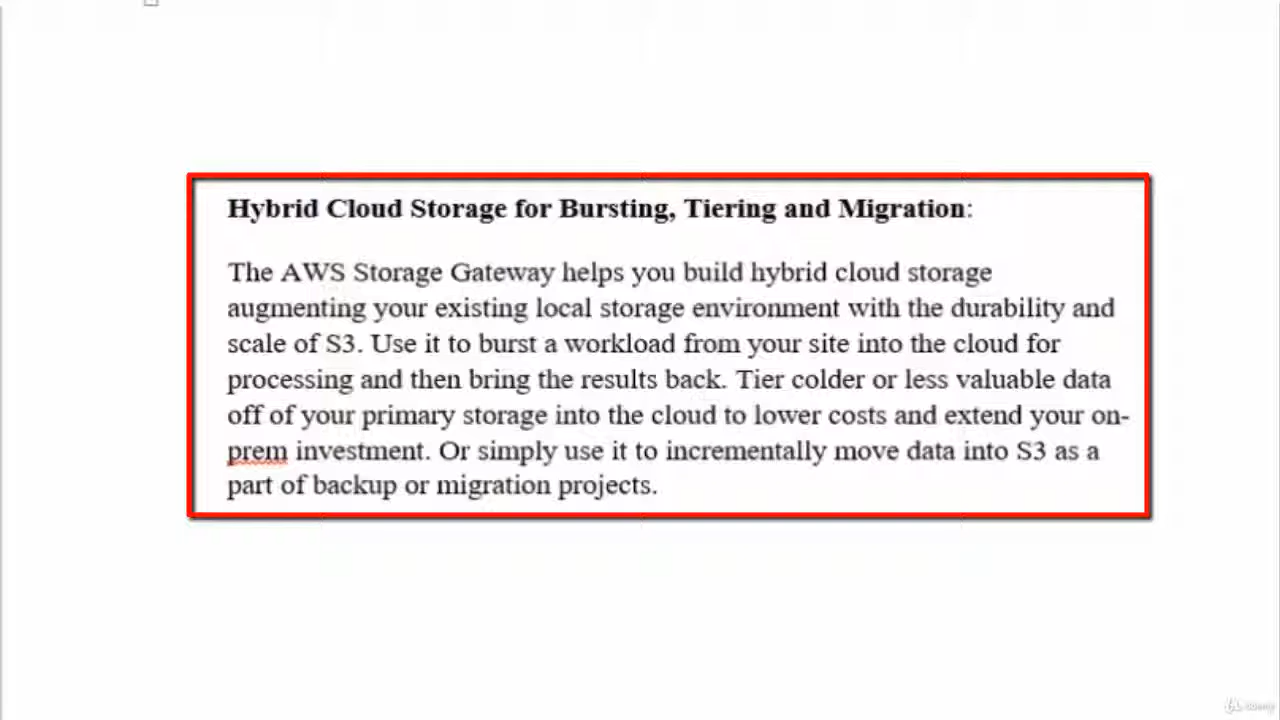 Hybrid Cloud Storage for Bursting, Tiering and Migration:
The AWS Storage Gateway helps you build hybrid cloud storage
augmenting your existing local storage environment with the durability and
scale of S3. Use it to burst a workload from your site into the cloud for
processing and then bring the results back. Tier colder or less valuable data
off of your primary storage into the cloud to lower costs and extend your on-
prem investment. Or simply use it to incrementally move data into S3 as a
part of backup or migration projects.
Udemy